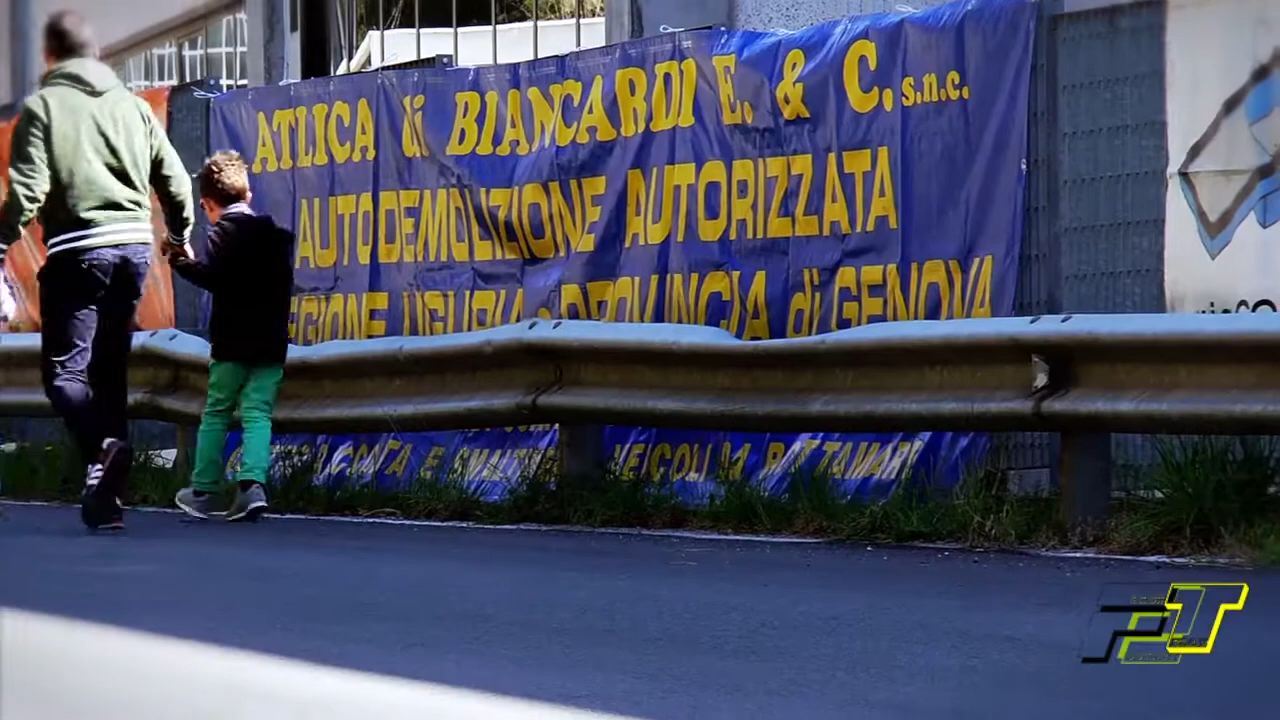 ATLICA di BIANCARDI E. & C. s.n.c.
AUTODEMOLIZIONE AUTORIZZATA
REGIONE LIGURIA e PROVINCIA di GENOVA
E SMALTIMENTO VEICOLI DA ROTTAMARE